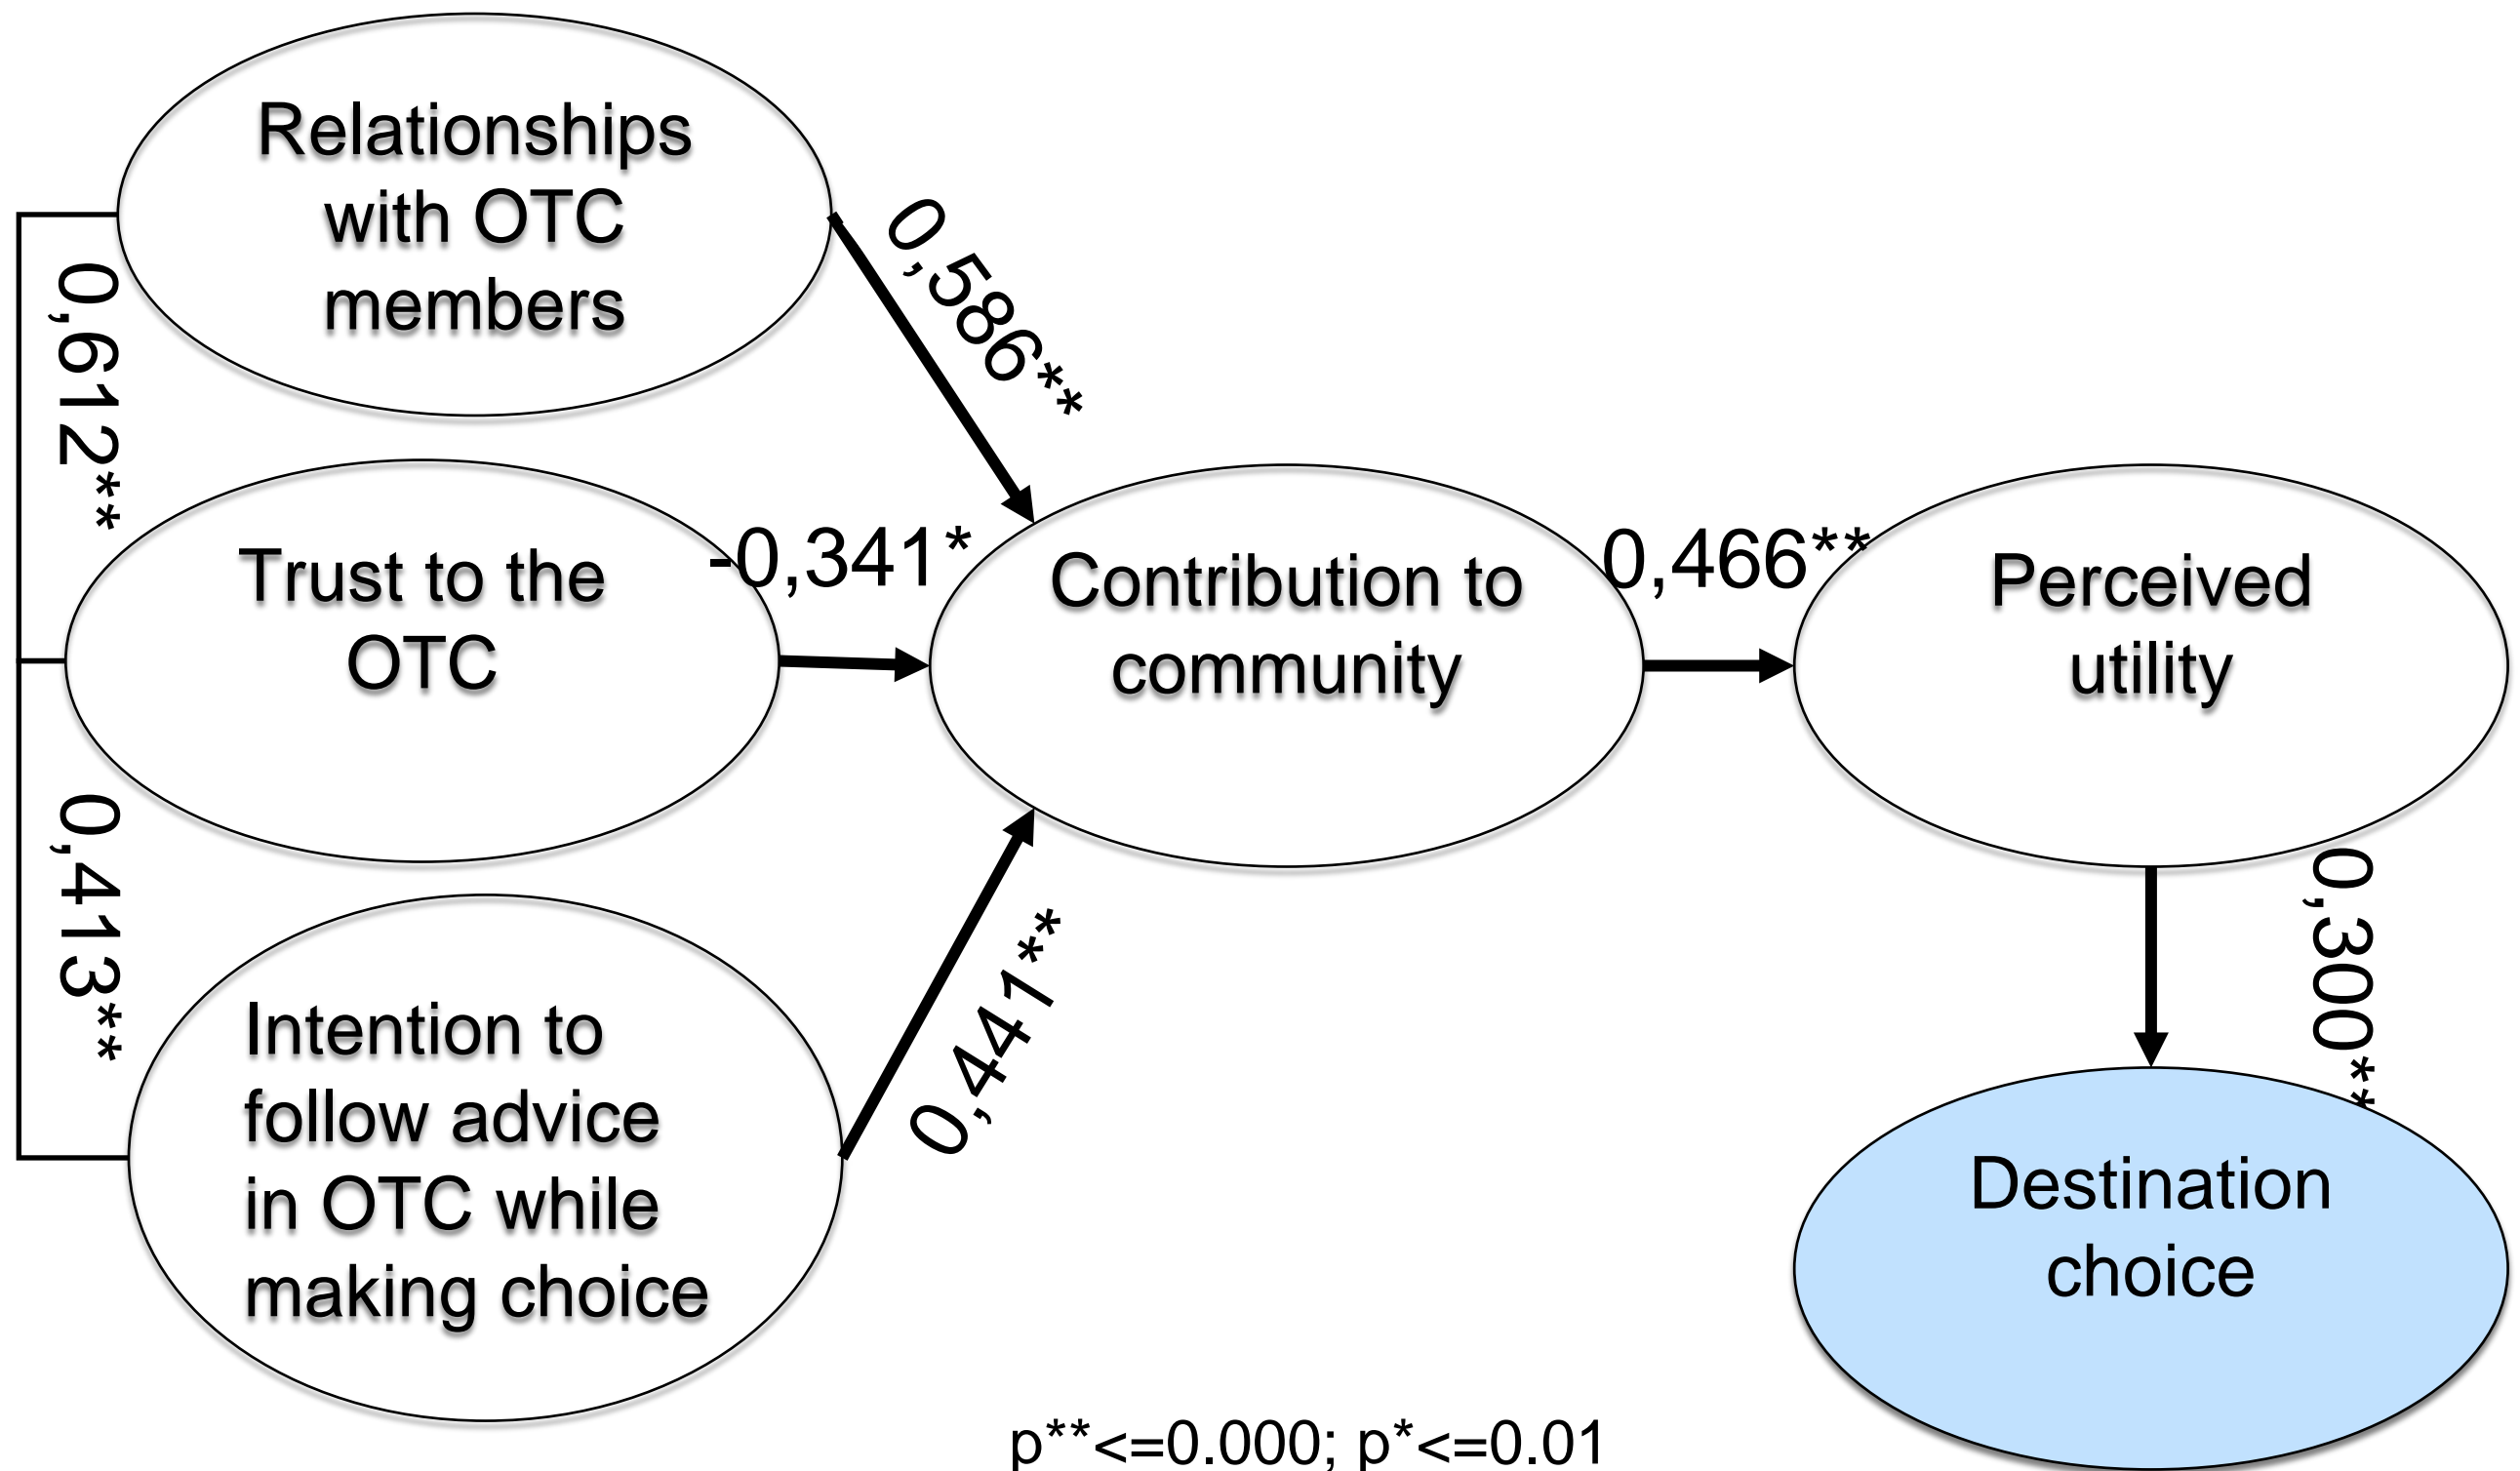 Relationships
with OTC
members
0,586**
0,612**
Trust to the
OTC
-0,341*
Contribution to
community
0,466**
Perceived
utility
0,413**
0,441**
0,300**
Intention to
follow advice
in OTC while
making choice
Destination
choice
p**<=0.000; p*<=0.01